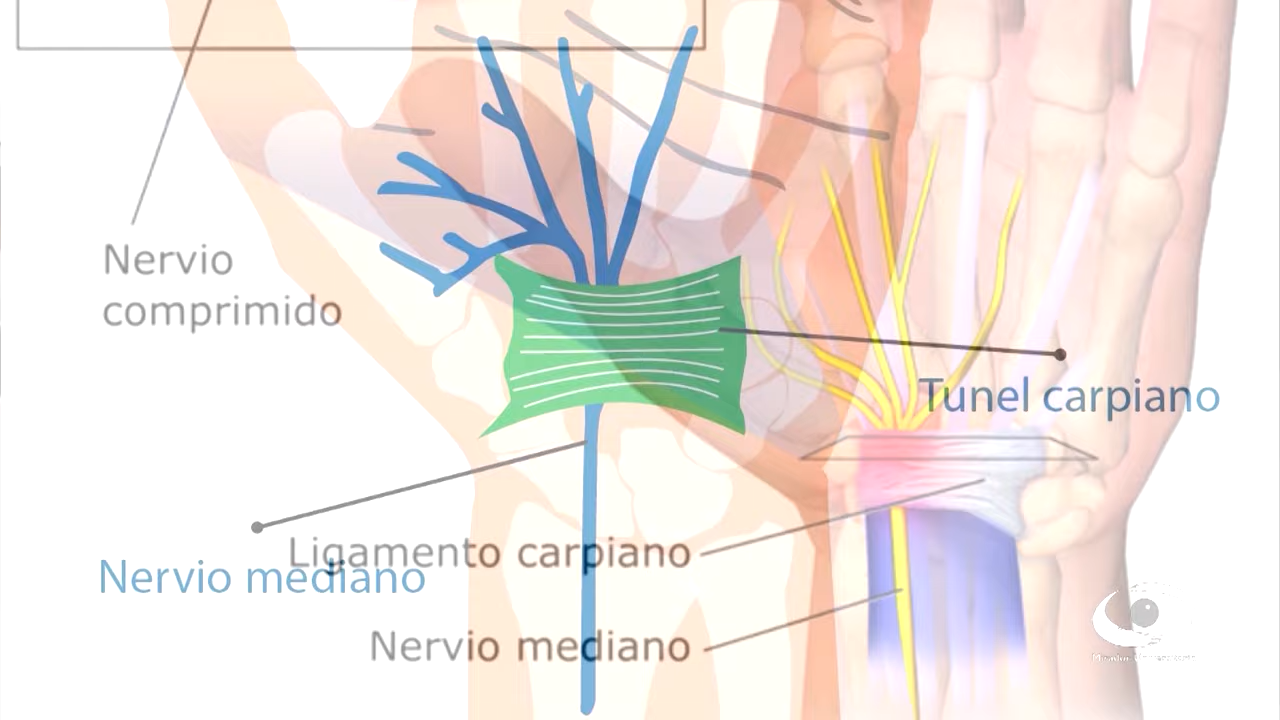 Nervio
comprimido
Tunel carpiano
Ligamento carpiano
Nervio mediano
Nervio mediano